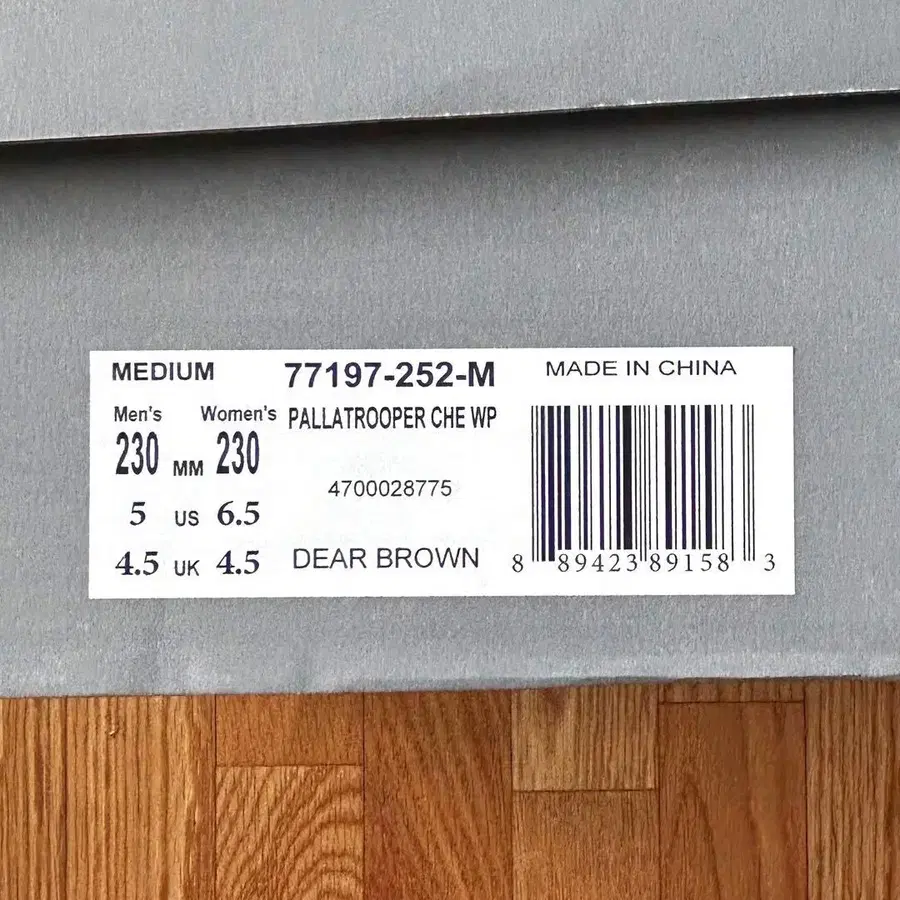 MEDIUM 77197-252-M MADE IN CHINA
Men's Women's PALLATROOPER CHE WP
230 MM 230
4700028775
5 US 6.5
4.5 UK 4.5 DEAR BROWN
8 89423 89158 3